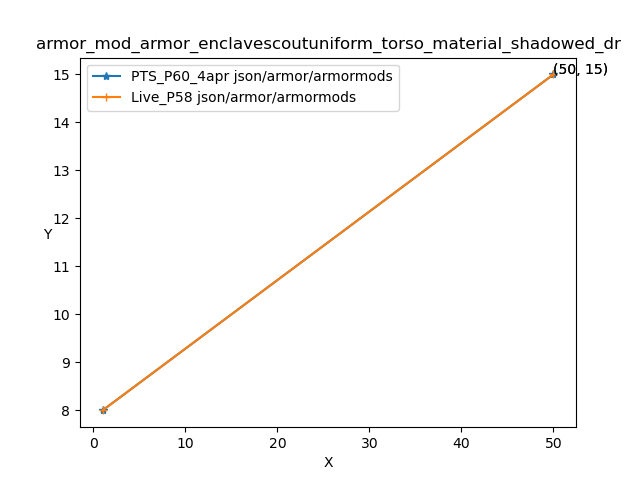 armor_mod_armor_enclavescoutuniform_torso_material_shadowed_dr
PTS_P60_4apr json/armor/armormods
Live_P58 json/armor/armormods
(50, 15)
15
14
13
12
11
10
9
8
Y
0 10 20 30 40 50
X